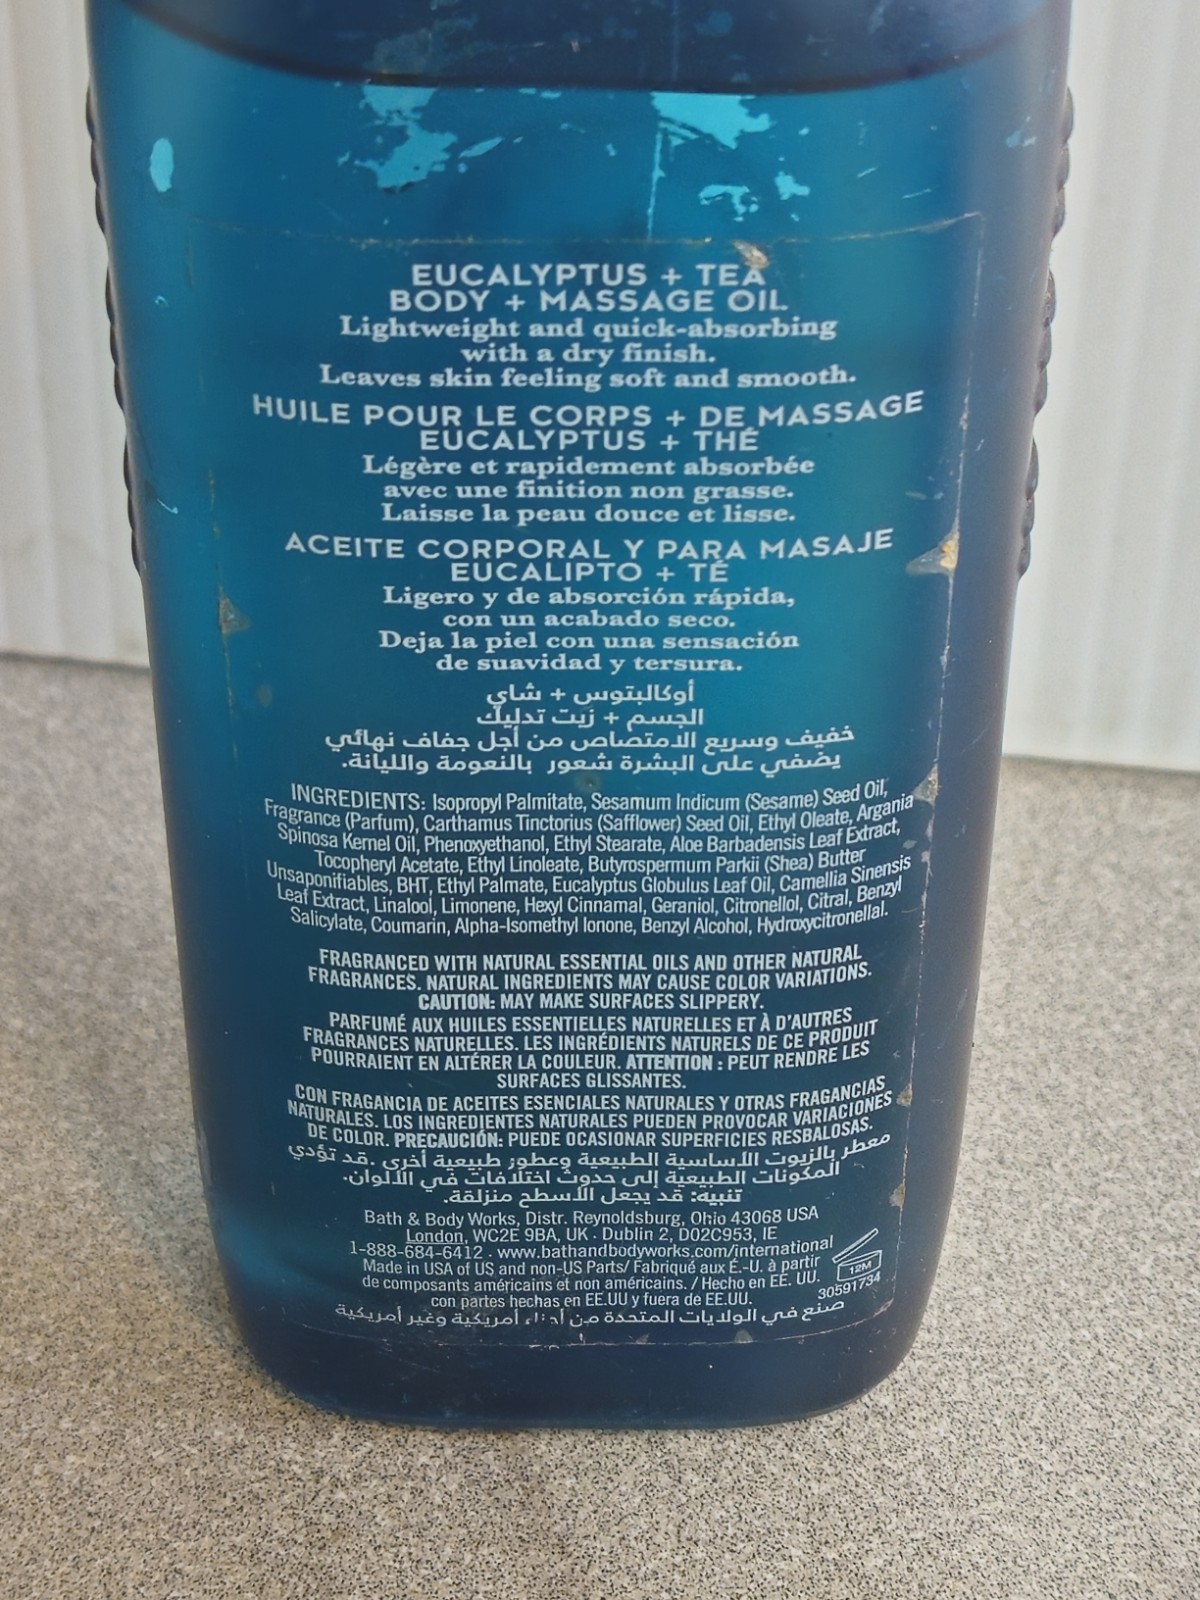 EUCALYPTUS + TEA
BODY + MASSAGE OIL
Lightweight and quick-absorbing
with a dry finish.
Leaves skin feeling soft and smooth.
HUILE POUR LE CORPS + DE MASSAGE
EUCALYPTUS + THÉ
Légère et rapidement absorbée
avec une finition non grasse.
Laisse la peau douce et lisse.
ACEITE CORPORAL Y PARA MASAJE
EUCALIPTO + TÉ
Ligero y de absorción rápida,
con un acabado seco.
Deja la piel con una sensación
de suavidad y tersura.
أوكالبتوس + شاي
الجسم + زيت تدليك
خفيف وسريع الامتصاص من أجل جفاف نهائي
يضفي على البشرة شعور بالنعومة والليانة.
INGREDIENTS: Isopropyl Palmitate, Sesamum Indicum (Sesame) Seed Oil,
Fragrance (Parfum), Carthamus Tinctorius (Safflower) Seed Oil, Ethyl Oleate, Argania
Spinosa Kernel Oil, Phenoxyethanol, Ethyl Stearate, Aloe Barbadensis Leaf Extract,
Tocopheryl Acetate, Ethyl Linoleate, Butyrospermum Parkii (Shea) Butter
Unsaponifiables, BHT, Ethyl Palmate, Eucalyptus Globulus Leaf Oil, Camellia Sinensis
Leaf Extract, Linalool, Limonene, Hexyl Cinnamal, Geraniol, Citronellol, Citral, Benzyl
Salicylate, Coumarin, Alpha-Isomethyl Ionone, Benzyl Alcohol, Hydroxycitronellal.
FRAGRANCED WITH NATURAL ESSENTIAL OILS AND OTHER NATURAL
FRAGRANCES. NATURAL INGREDIENTS MAY CAUSE COLOR VARIATIONS.
CAUTION: MAY MAKE SURFACES SLIPPERY.
PARFUMÉ AUX HUILES ESSENTIELLES NATURELLES ET À D'AUTRES
FRAGRANCES NATURELLES. LES INGRÉDIENTS NATURELS DE CE PRODUIT
POURRAIENT EN ALTÉRER LA COULEUR. ATTENTION : PEUT RENDRE LES
SURFACES GLISSANTES.
CON FRAGANCIA DE ACEITES ESENCIALES NATURALES Y OTRAS FRAGANCIAS
NATURALES. LOS INGREDIENTES NATURALES PUEDEN PROVOCAR VARIACIONES
DE COLOR. PRECAUCIÓN: PUEDE OCASIONAR SUPERFICIES RESBALOSAS.
معطر بالزيوت الأساسية الطبيعية وعطور طبيعية أخرى. قد تؤدي
المكونات الطبيعية إلى حدوث اختلافات في الألوان.
تنبيه: قد يجعل الأسطح منزلقة.
Bath & Body Works, Distr. Reynoldsburg, Ohio 43068 USA
London, WC2E 9BA, UK · Dublin 2, D02C953, IE
1-888-684-6412 · www.bathandbodyworks.com/international
Made in USA of US and non-US Parts/ Fabriqué aux É.-U. à partir
de composants américains et non américains. / Hecho en EE. UU.
con partes hechas en EE.UU y fuera de EE.UU.
12M
30591734
صنع في الولايات المتحدة من أجزاء أمريكية وغير أمريكية